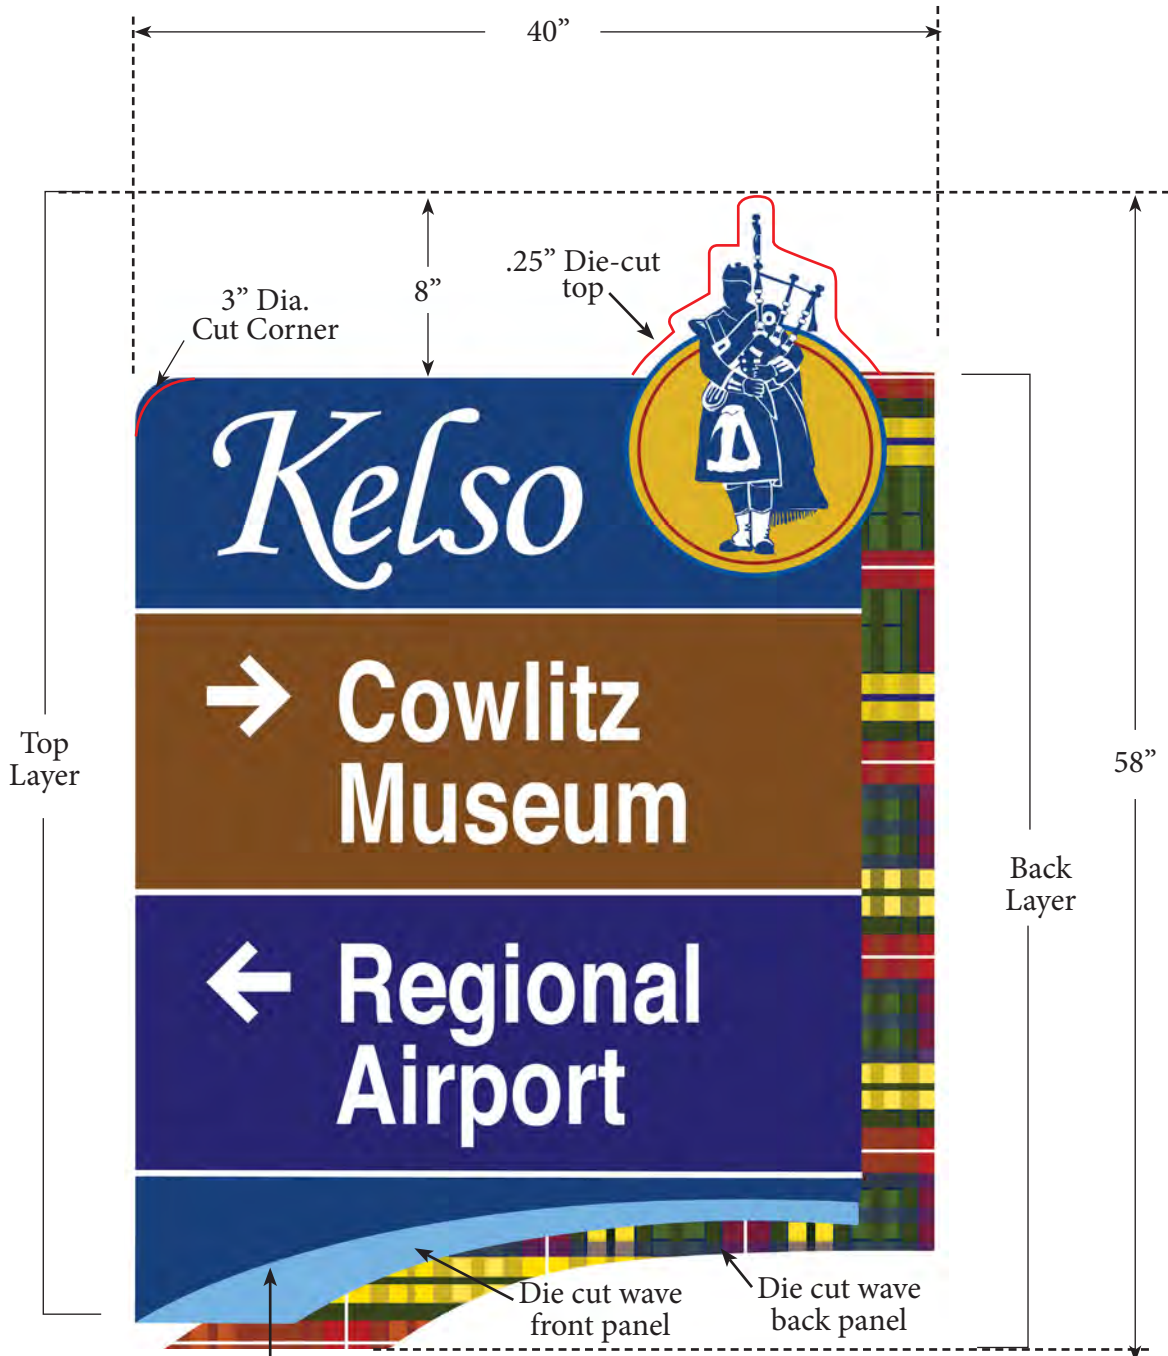 40”
8”
.25” Die-cut
top
3” Dia.
Cut Corner
Kelso
Cowlitz
Museum
Top
Layer
58”
Back
Layer
Regional
Airport
Die cut wave
front panel
Die cut wave
back panel